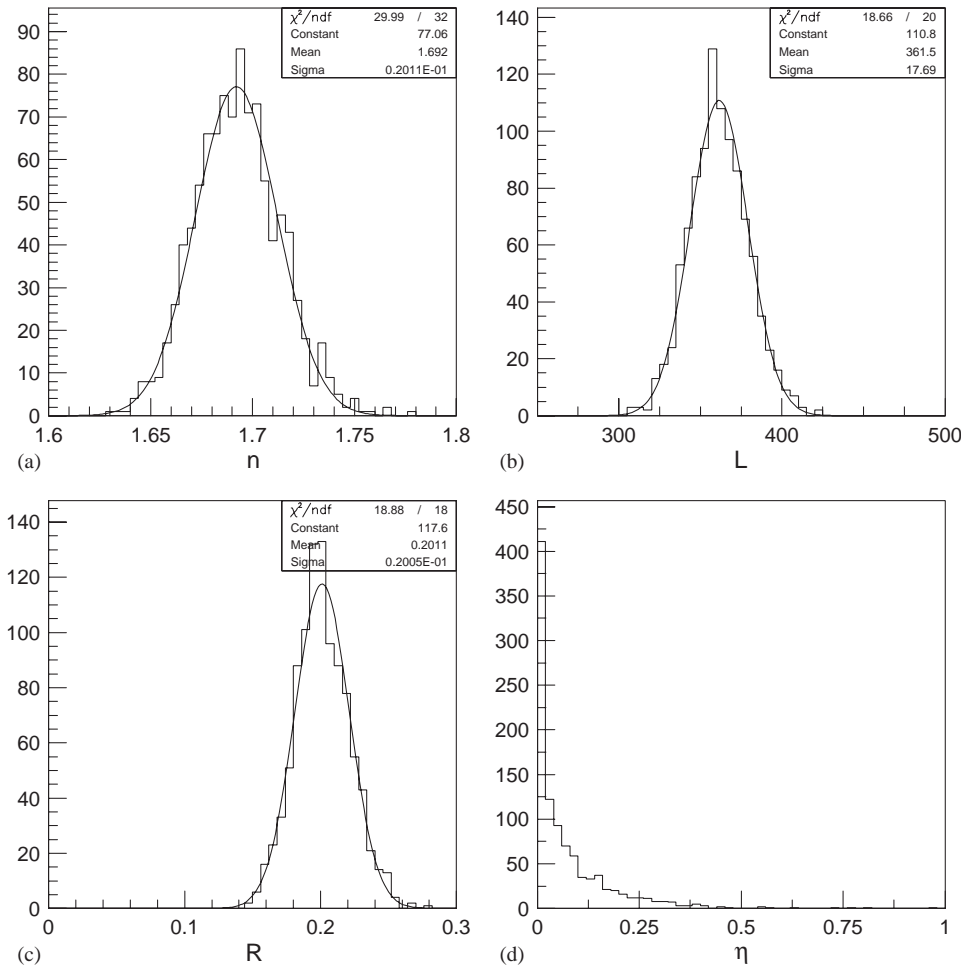 χ²/ndf 29.99 / 32
Constant 77.06
Mean 1.692
Sigma 0.2011E-01
90
80
70
60
50
40
30
20
10
0
1.6 1.65 1.7 1.75 1.8
(a) n
χ²/ndf 18.66 / 20
Constant 110.8
Mean 361.5
Sigma 17.69
140
120
100
80
60
40
20
0
300 400 500
(b) L
χ²/ndf 18.88 / 18
Constant 117.6
Mean 0.2011
Sigma 0.2005E-01
140
120
100
80
60
40
20
0
0 0.1 0.2 0.3
(c) R
450
400
350
300
250
200
150
100
50
0
0 0.25 0.5 0.75 1
(d) η